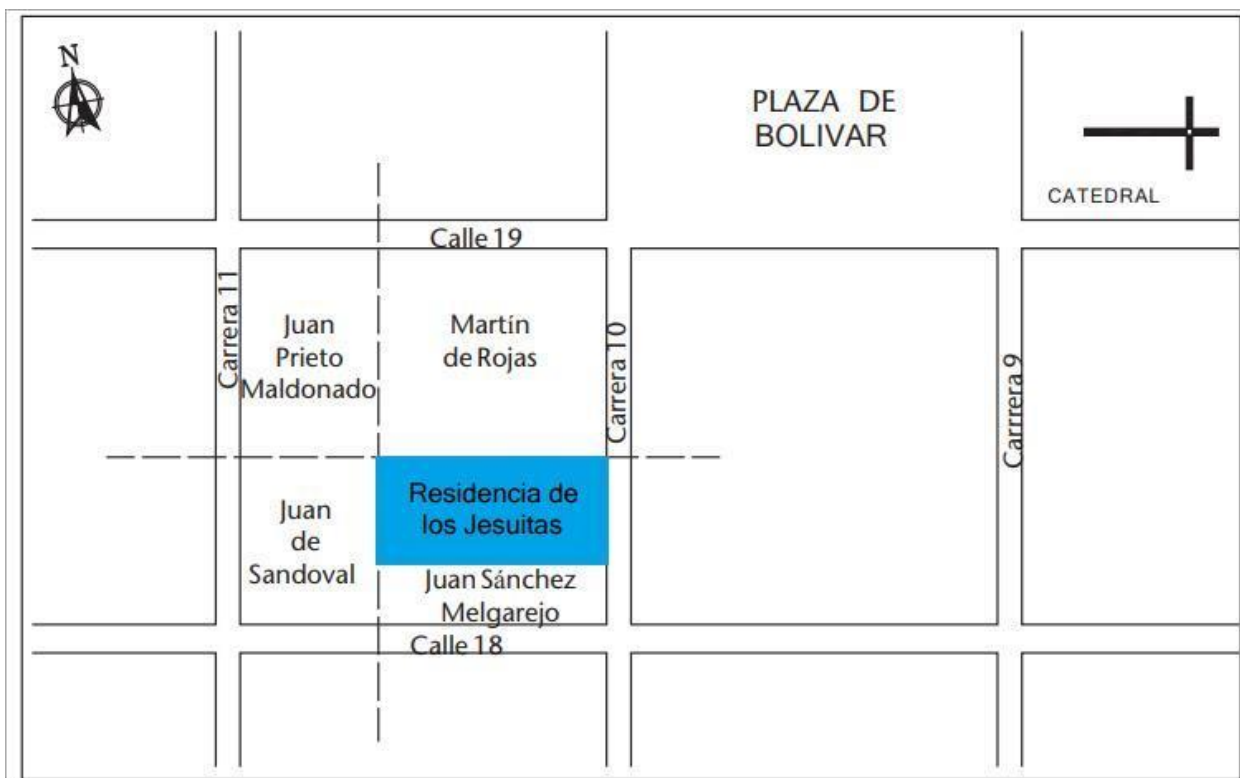 N
PLAZA DE
BOLIVAR
CATEDRAL
Calle 19
Carrera 11
Juan
Prieto
Maldonado
Martín
de Rojas
Carrera 10
Carrrera 9
Residencia de
los Jesuitas
Juan
de
Sandoval
Juan Sánchez
Melgarejo
Calle 18